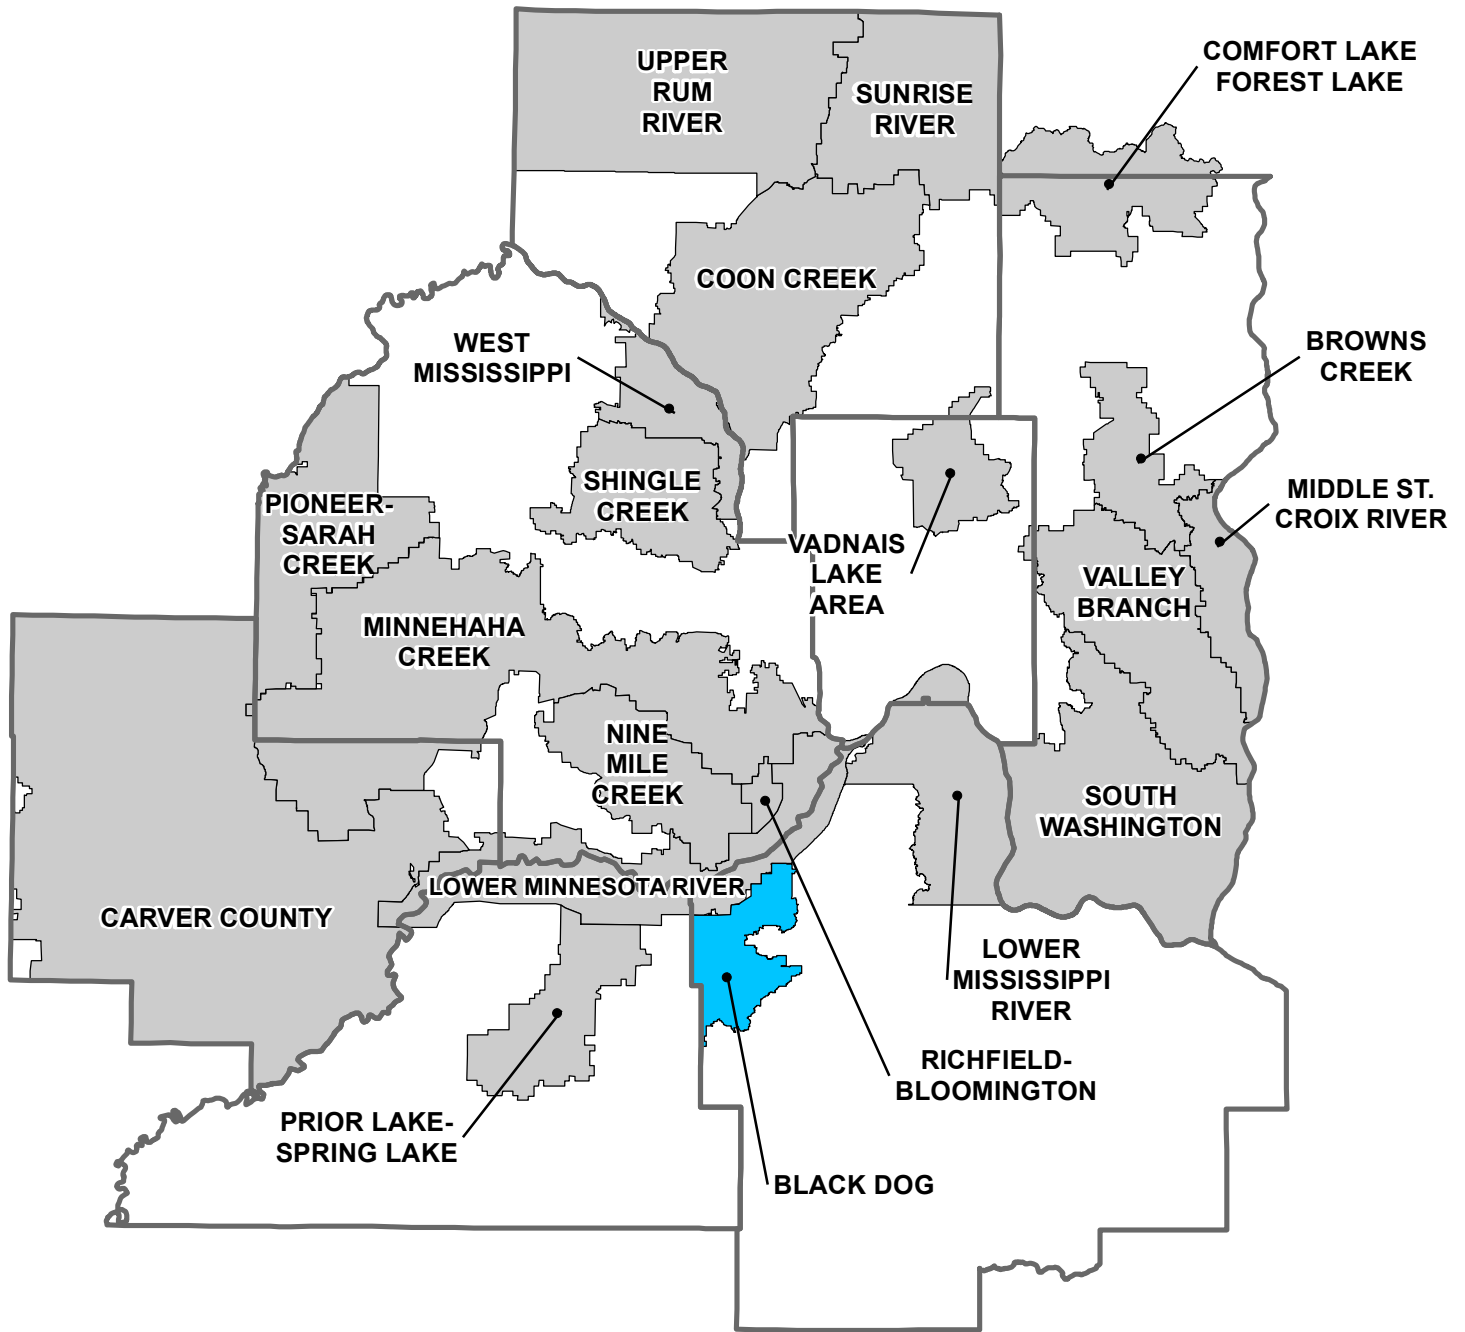 COMFORT LAKE
FOREST LAKE
UPPER
RUM
RIVER
SUNRISE
RIVER
COON CREEK
WEST
MISSISSIPPI
BROWNS
CREEK
SHINGLE
CREEK
PIONEER-
SARAH
CREEK
MIDDLE ST.
CROIX RIVER
VADNAIS
LAKE
AREA
VALLEY
BRANCH
MINNEHAHA
CREEK
NINE
MILE
CREEK
SOUTH
WASHINGTON
LOWER MINNESOTA RIVER
CARVER COUNTY
LOWER
MISSISSIPPI
RIVER
RICHFIELD-
BLOOMINGTON
PRIOR LAKE-
SPRING LAKE
BLACK DOG